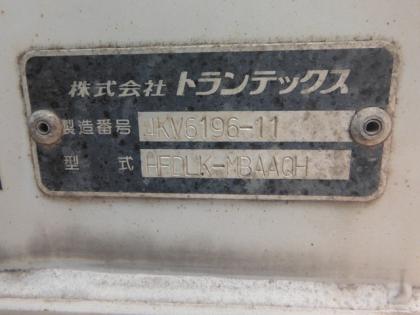 株式会社 トランテックス
製造番号 JKV6196-11
型式 HFDLK-MBAAQH